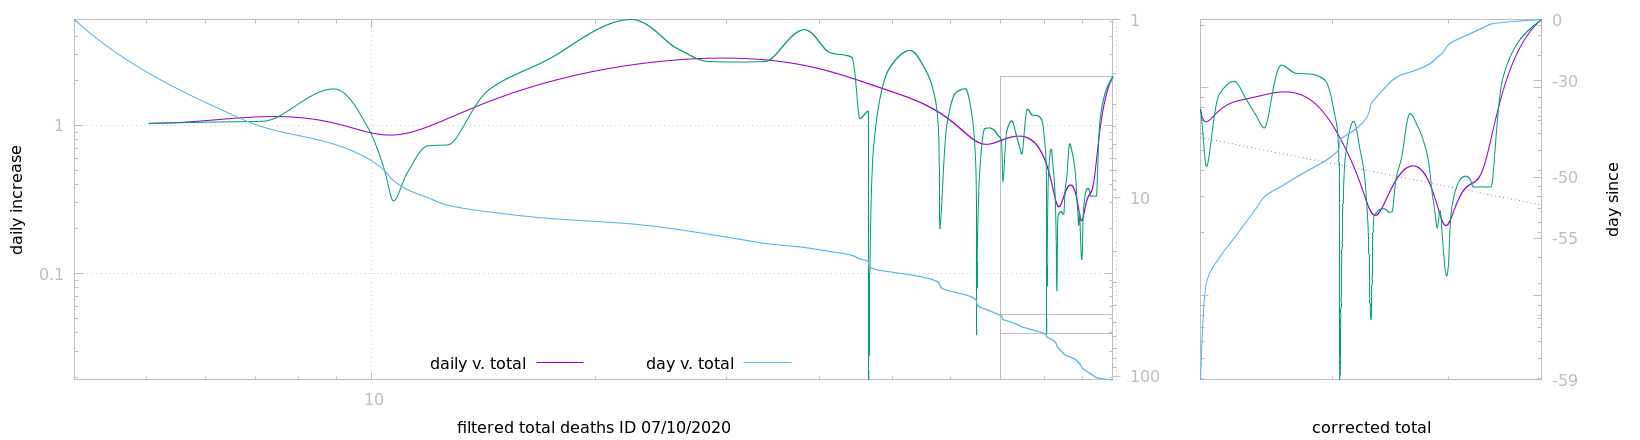 daily increase
1
0.1
10
daily v. total
day v. total
filtered total deaths ID 07/10/2020
1
10
100
0
-30
-50
-55
-59
day since
corrected total